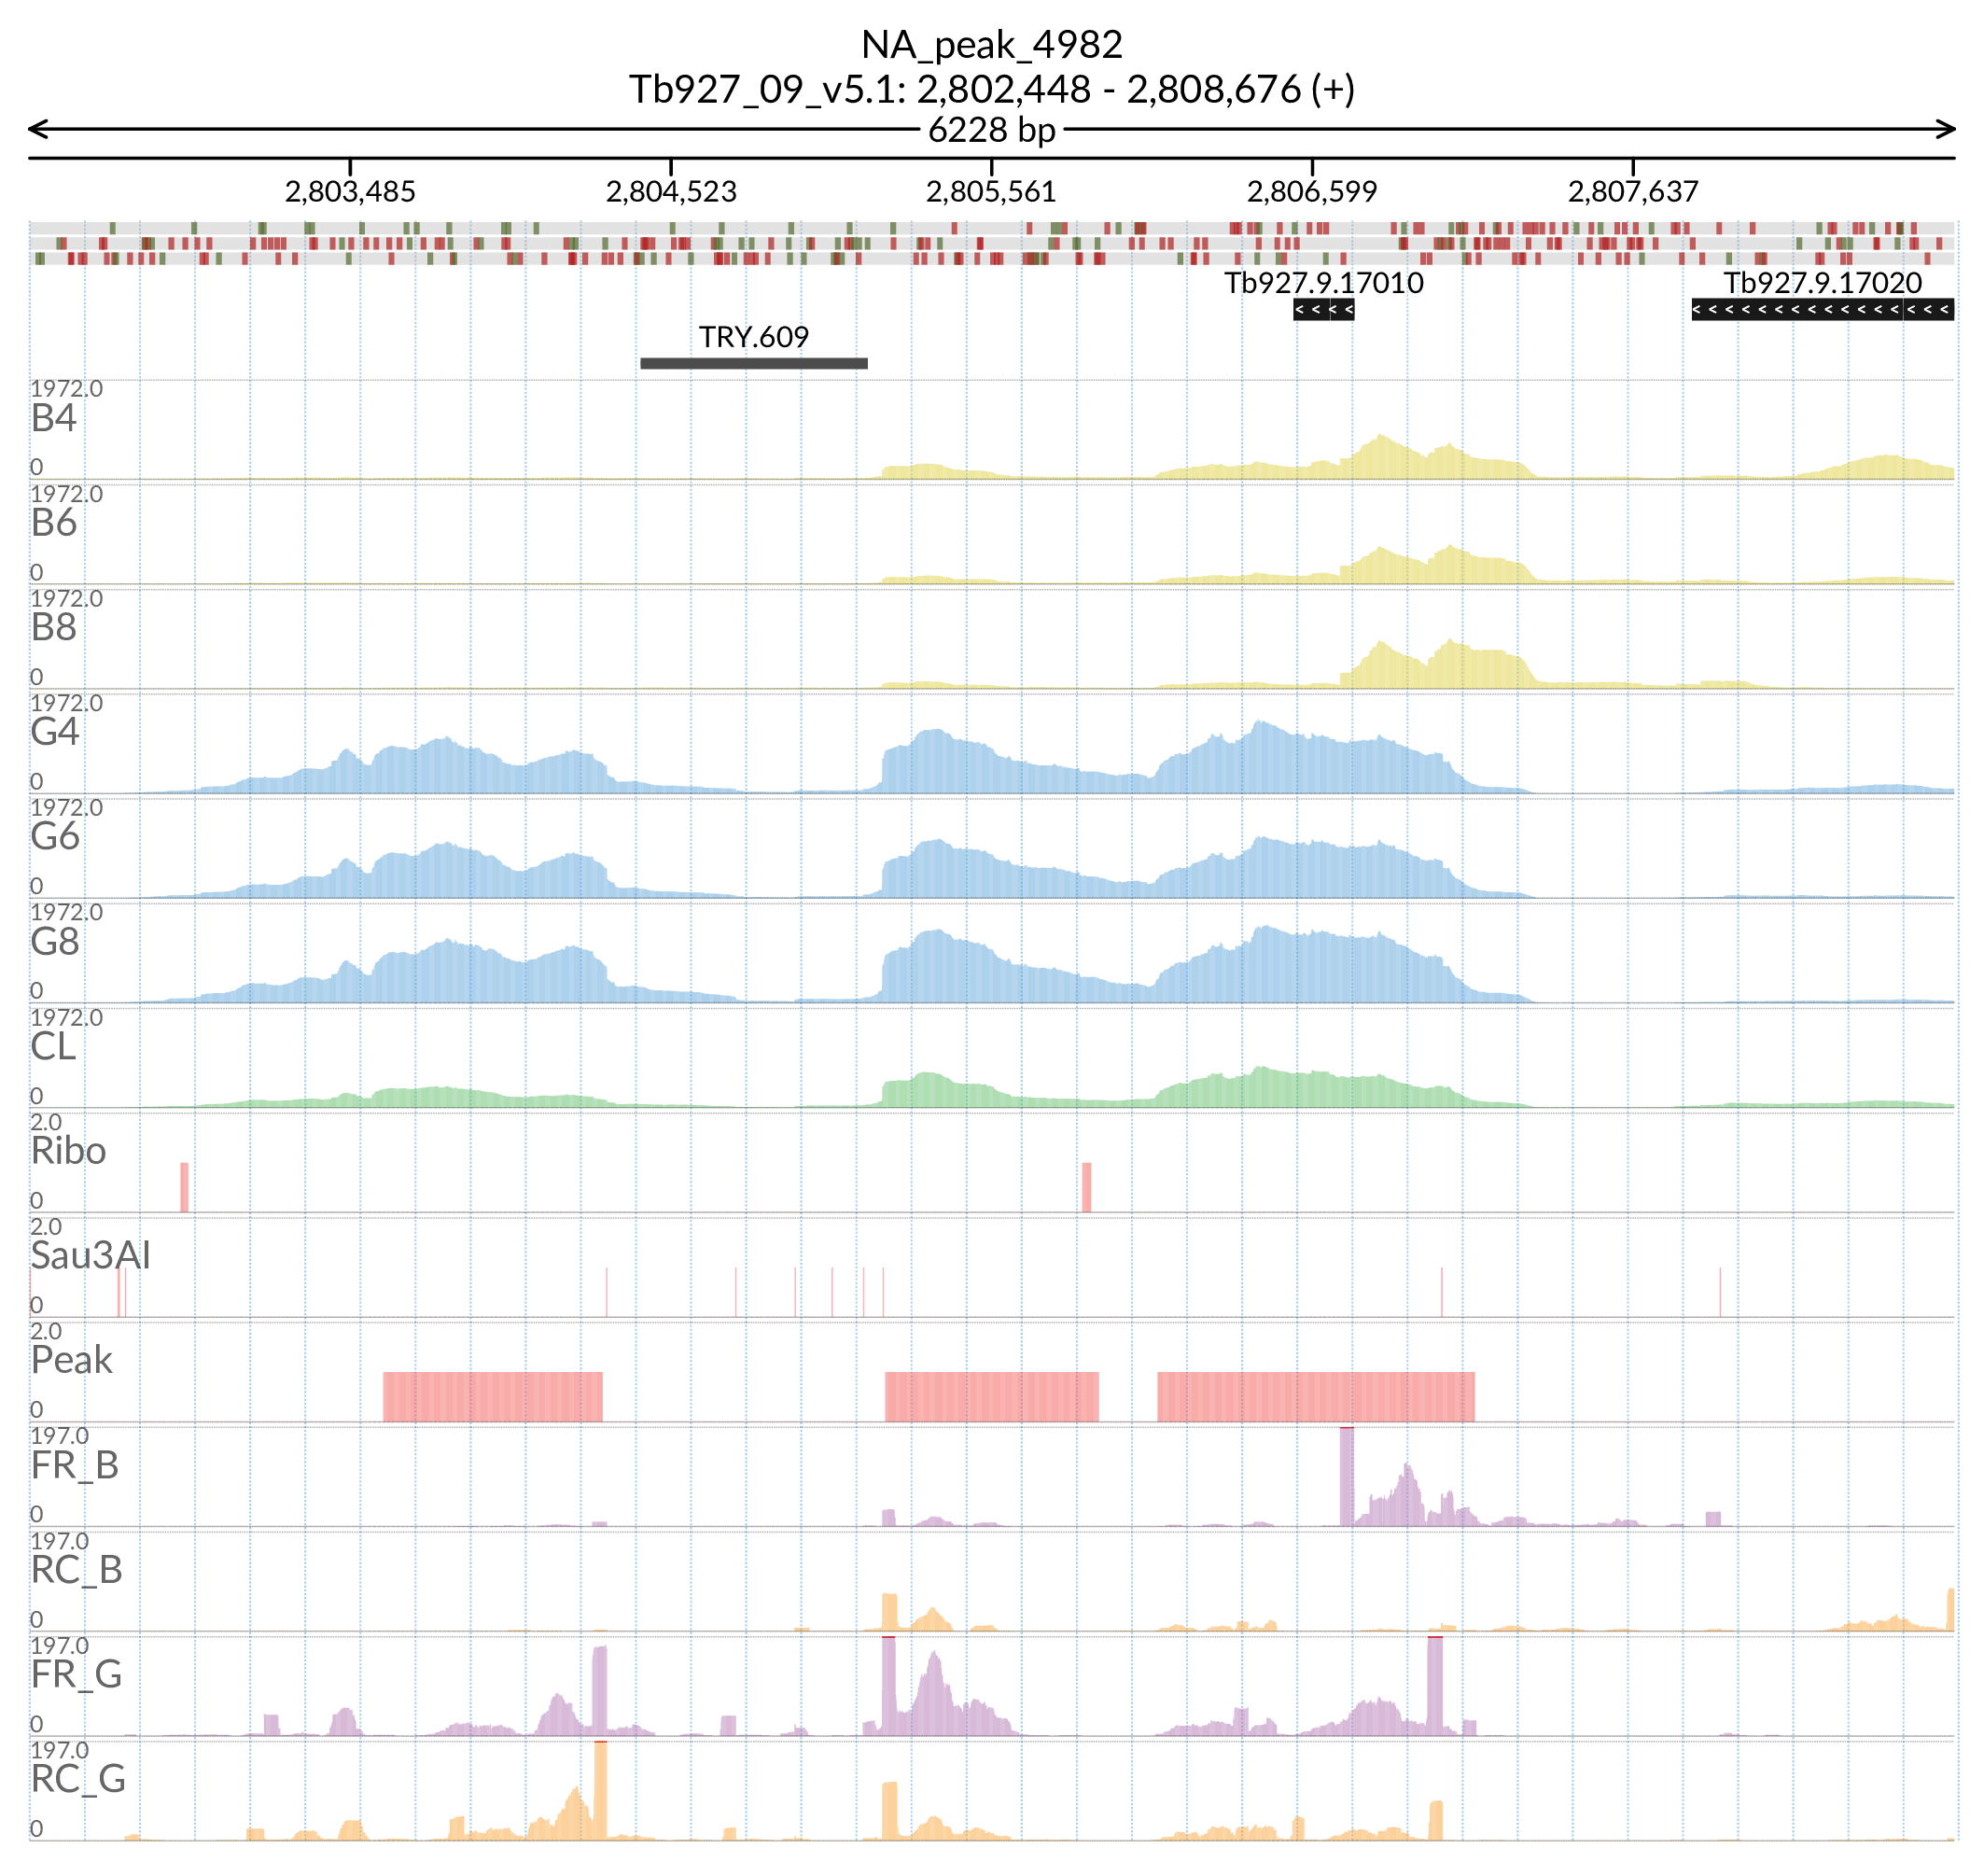 NA_peak_4982
Tb927_09_v5.1: 2,802,448 - 2,808,676 (+)
6228 bp
2,803,485 2,804,523 2,805,561 2,806,599 2,807,637
Tb927.9.17010 Tb927.9.17020
TRY.609
1972.0
B4
0
1972.0
B6
0
1972.0
B8
0
1972.0
G4
0
1972.0
G6
0
1972.0
G8
0
1972.0
CL
0
2.0
Ribo
0
2.0
Sau3AI
0
2.0
Peak
0
197.0
FR_B
0
197.0
RC_B
0
197.0
FR_G
0
197.0
RC_G
0